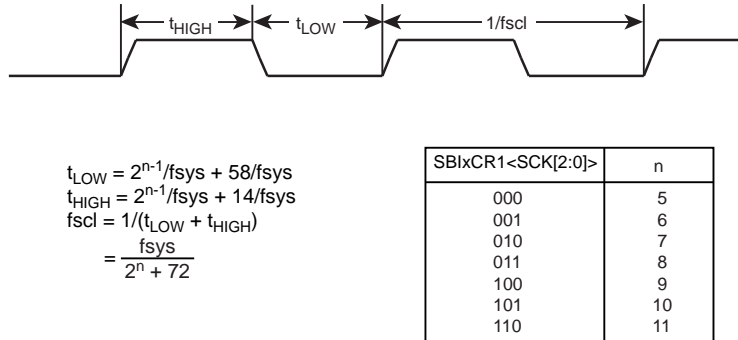 tHIGH tLOW 1/fscl
tLOW = 2n-1/fsys + 58/fsys
tHIGH = 2n-1/fsys + 14/fsys
fscl = 1/(tLOW + tHIGH)
= fsys
2n + 72
SBIxCR1<SCK[2:0]> n
000 5
001 6
010 7
011 8
100 9
101 10
110 11